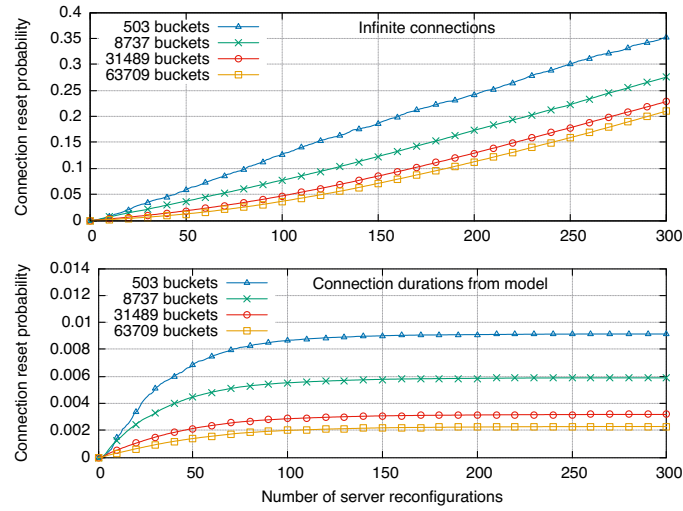 Connection reset probability
0.4
0.35
0.3
0.25
0.2
0.15
0.1
0.05
0
503 buckets
8737 buckets
31489 buckets
63709 buckets
Infinite connections
0 50 100 150 200 250 300
Connection reset probability
0.014
0.012
0.01
0.008
0.006
0.004
0.002
0
503 buckets
8737 buckets
31489 buckets
63709 buckets
Connection durations from model
0 50 100 150 200 250 300
Number of server reconfigurations